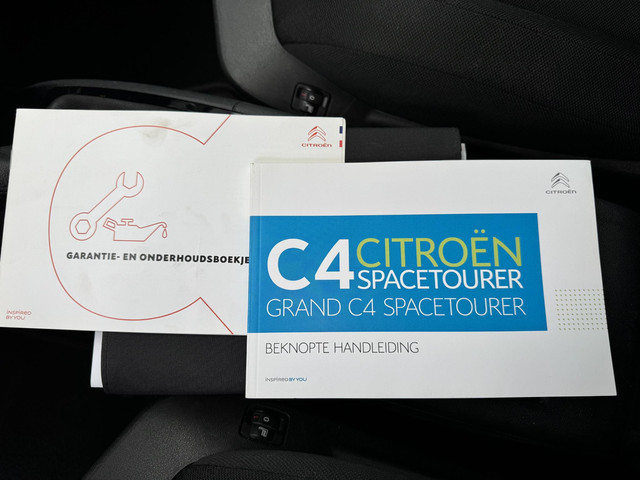 CITROËN
GARANTIE- EN ONDERHOUDSBOEKJE
INSPIRED
BY YOU
CITROËN
C4 CITROËN
SPACETOURER
GRAND C4 SPACETOURER
BEKNOPTE HANDLEIDING
INSPIRED BY YOU